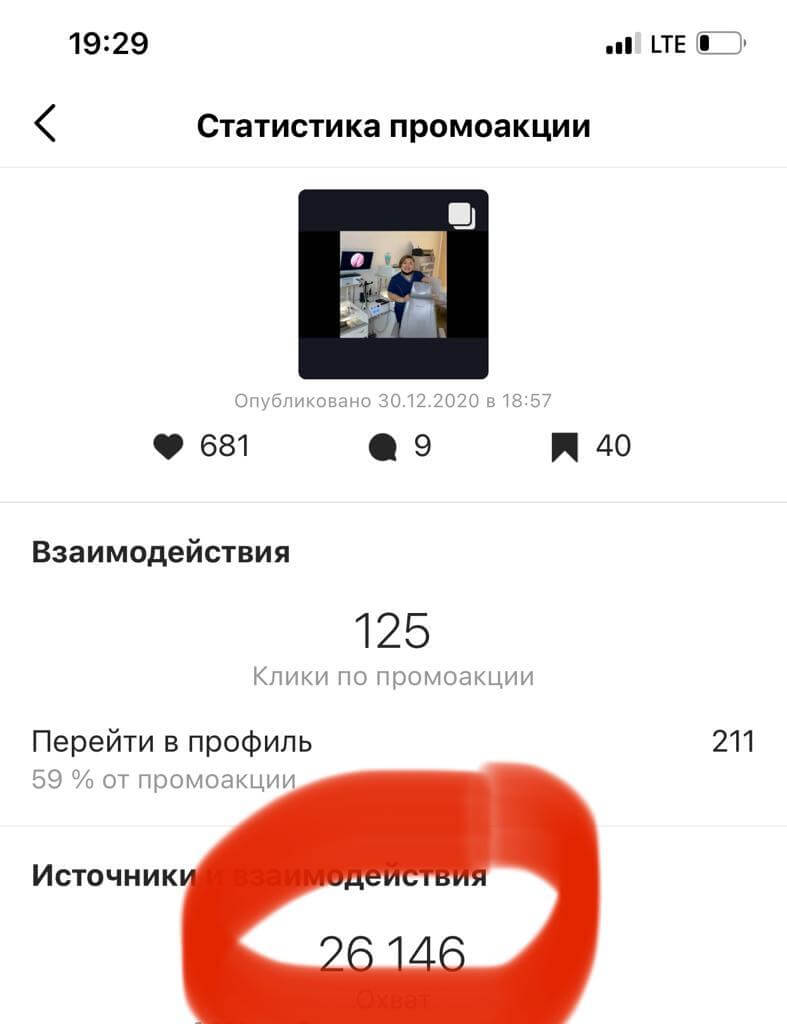 19:29 LTE
Статистика промоакции
Опубликовано 30.12.2020 в 18:57
681 9 40
Взаимодействия
125
Клики по промоакции
Перейти в профиль 211
59 % от промоакции
Источники и взаимодействия
26 146
Охват